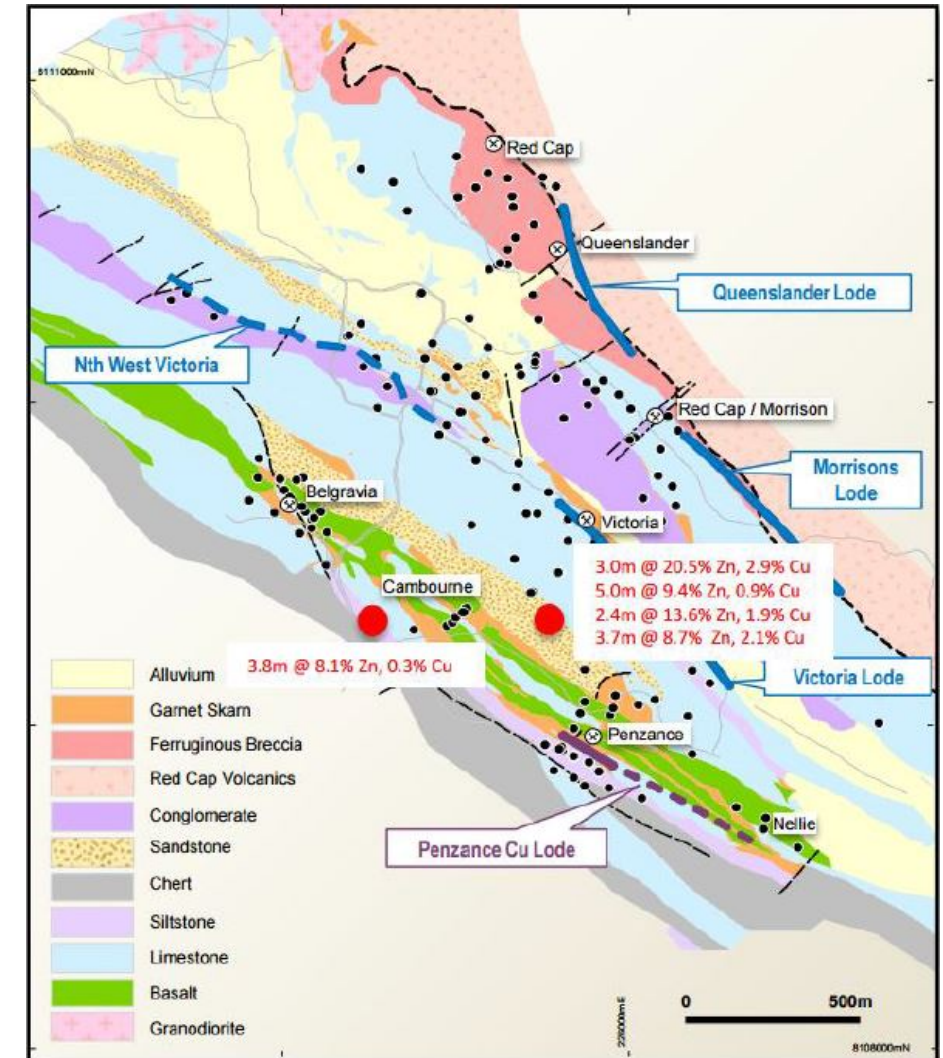 8111000mN
Red Cap
Queenslander
Queenslander Lode
Nth West Victoria
Red Cap / Morrison
Morrisons
Lode
Belgravia
Victoria
3.0m @ 20.5% Zn, 2.9% Cu
5.0m @ 9.4% Zn, 0.9% Cu
2.4m @ 13.6% Zn, 1.9% Cu
3.7m @ 8.7% Zn, 2.1% Cu
Cambourne
3.8m @ 8.1% Zn, 0.3% Cu
Victoria Lode
Penzance
Nellie
Penzance Cu Lode
Alluvium
Garnet Skarn
Ferruginous Breccia
Red Cap Volcanics
Conglomerate
Sandstone
Chert
Siltstone
Limestone
Basalt
Granodiorite
226000mE
0 500m
8108000mN